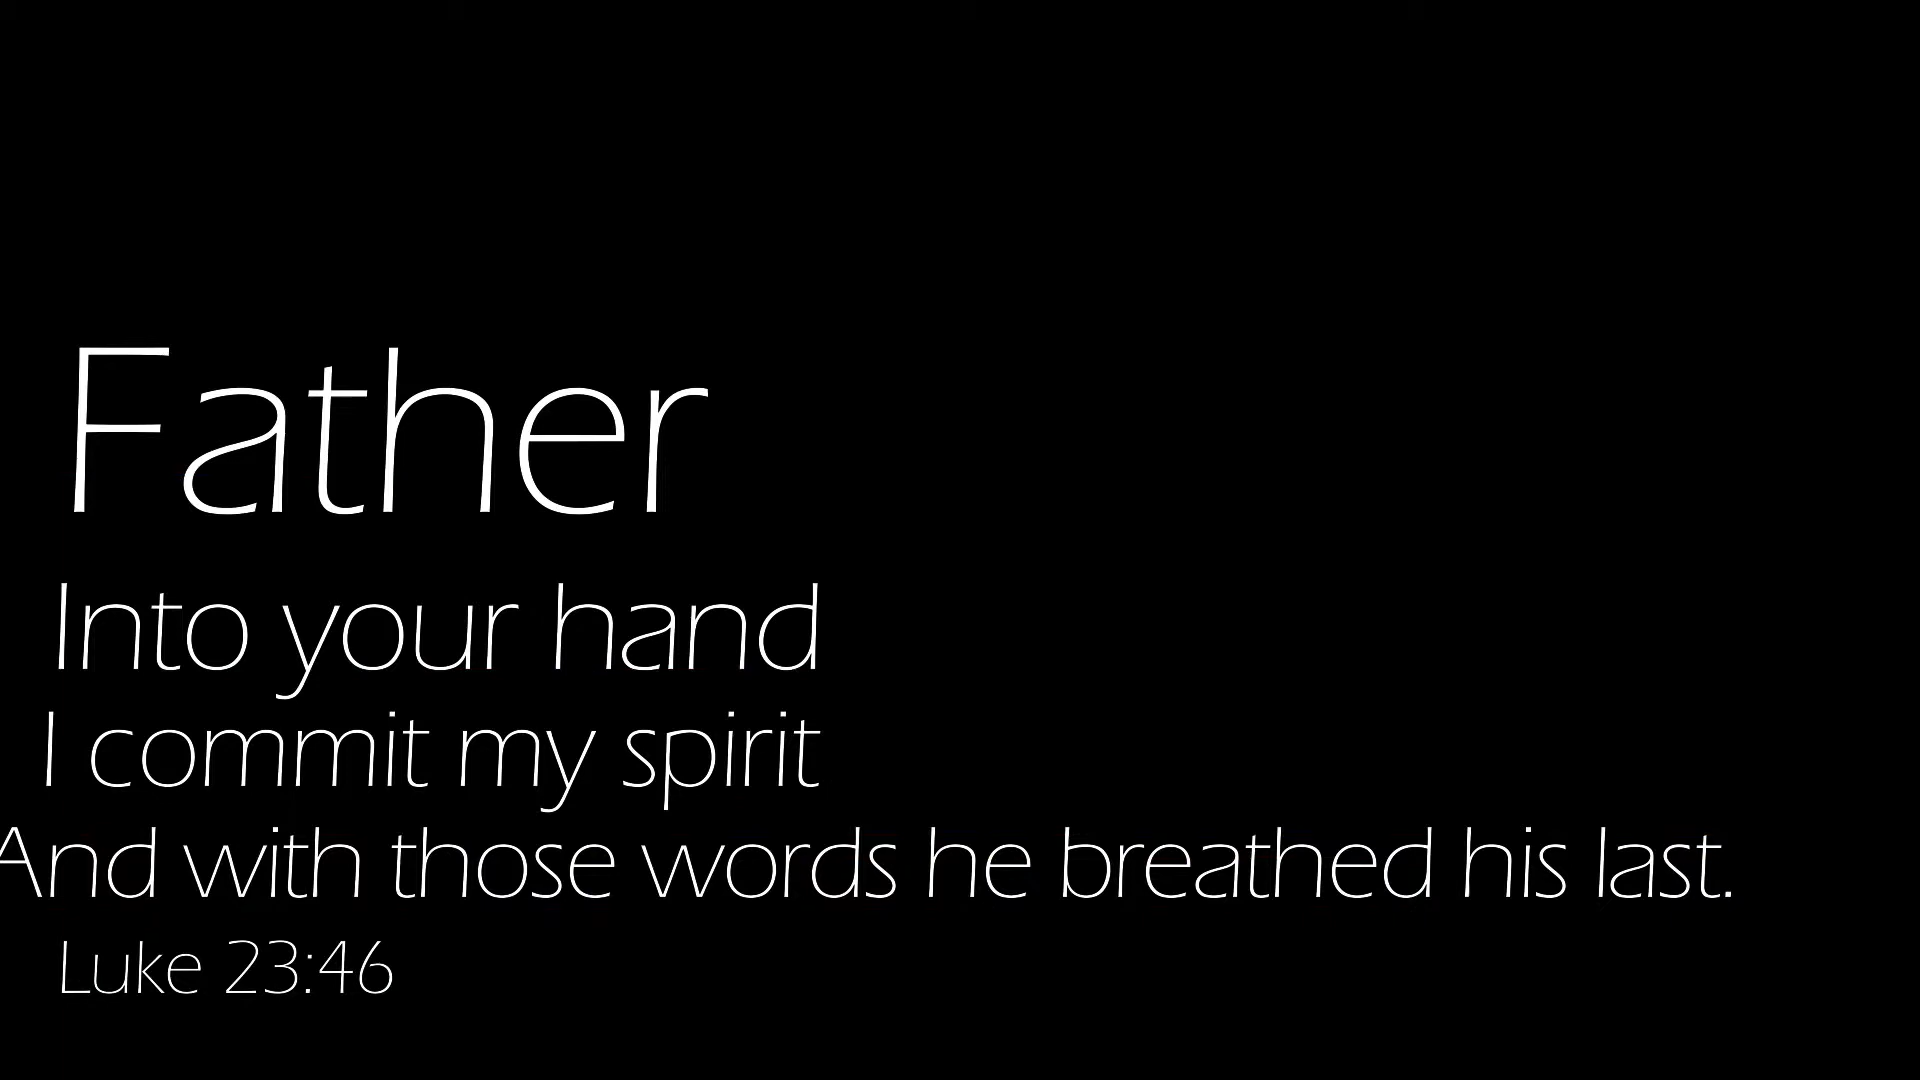 Father
Into your hand
I commit my spirit
And with those words he breathed his last.
Luke 23:46